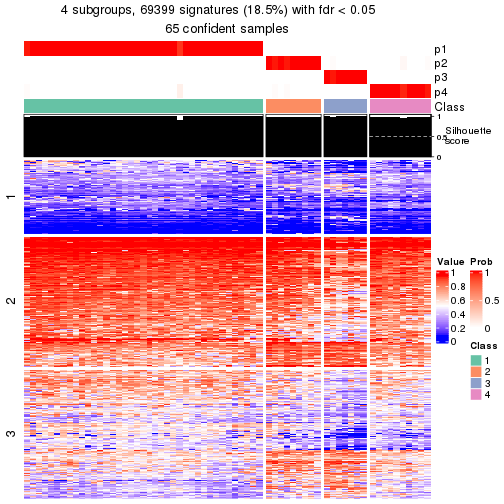 4 subgroups, 69399 signatures (18.5%) with fdr < 0.05
65 confident samples
p1
p2
p3
p4
Class
1
0.5
0
Silhouette
score
1
2
3
Value
1
0.8
0.6
0.4
0.2
0
Prob
1
0.5
0
Class
1
2
3
4